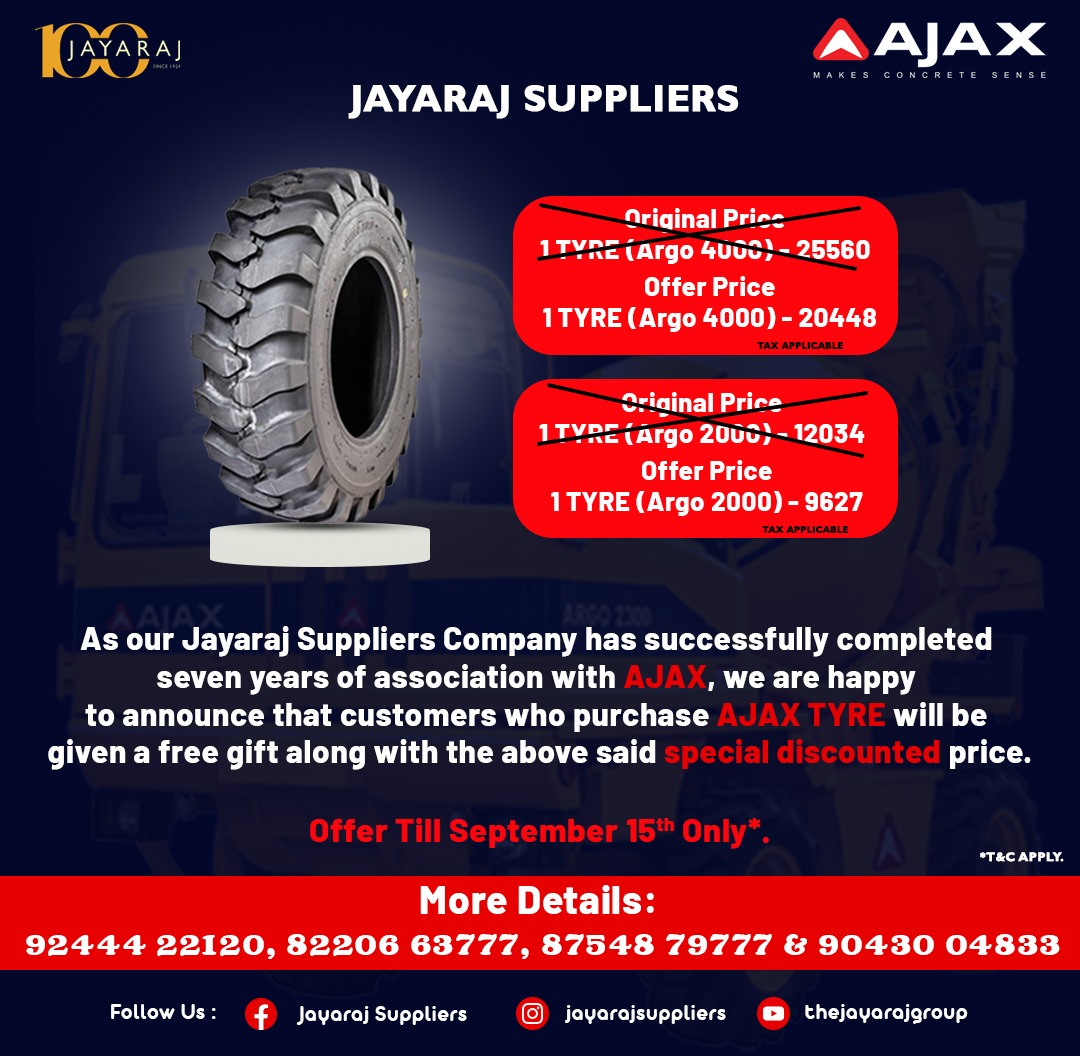 100 JAYARAJ
SINCE 1924
AJAX
MAKES CONCRETE SENSE
JAYARAJ SUPPLIERS
Original Price
1 TYRE (Argo 4000) - 25560
Offer Price
1 TYRE (Argo 4000) - 20448
TAX APPLICABLE
Original Price
1 TYRE (Argo 2000) - 12034
Offer Price
1 TYRE (Argo 2000) - 9627
TAX APPLICABLE
AJAX
ARGO 2300
As our Jayaraj Suppliers Company has successfully completed
seven years of association with AJAX, we are happy
to announce that customers who purchase AJAX TYRE will be
given a free gift along with the above said special discounted price.
Offer Till September 15th Only*.
*T&C APPLY.
More Details:
92444 22120, 82206 63777, 87548 79777 & 90430 04833
Follow Us :
Jayaraj Suppliers
jayarajsuppliers
thejayarajgroup